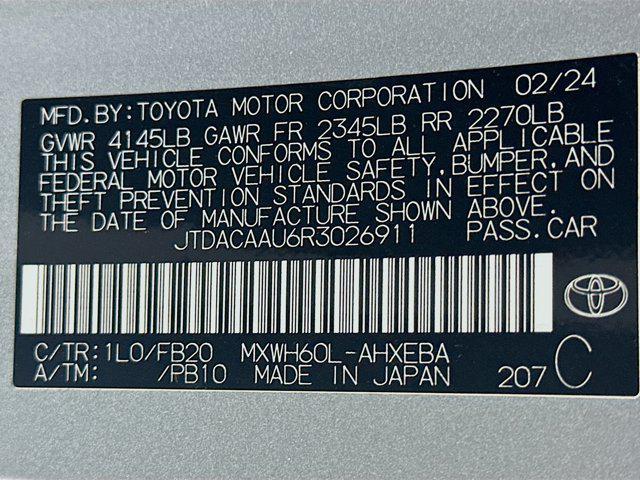 MFD.BY:TOYOTA MOTOR CORPORATION 02/24
GVWR 4145LB GAWR FR 2345LB RR 2270LB
THIS VEHICLE CONFORMS TO ALL APPLICABLE
FEDERAL MOTOR VEHICLE SAFETY,BUMPER,AND
THEFT PREVENTION STANDARDS IN EFFECT ON
THE DATE OF MANUFACTURE SHOWN ABOVE.
JTDACAAU6R3026911 PASS.CAR
C/TR:1L0/FB20 MXWH60L-AHXEBA
A/TM: /PB10 MADE IN JAPAN 207 C